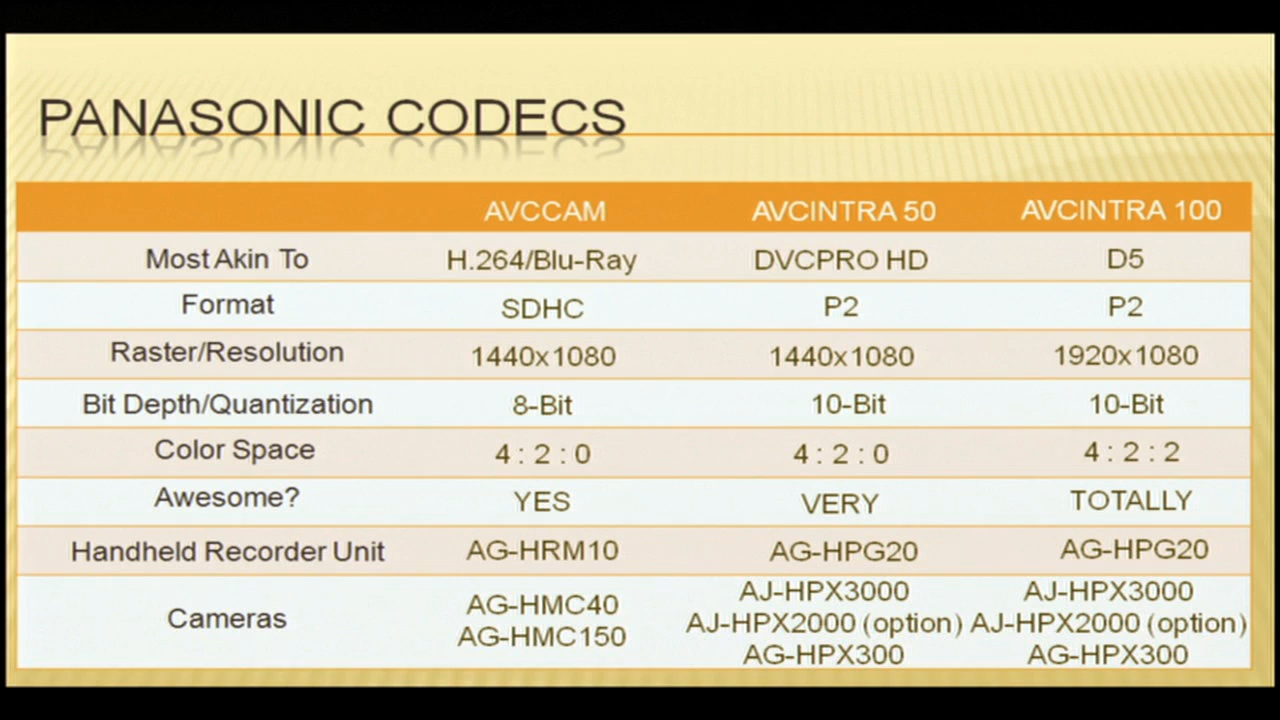 PANASONIC CODECS
AVCCAM AVCINTRA 50 AVCINTRA 100
Most Akin To H.264/Blu-Ray DVCPRO HD D5
Format SDHC P2 P2
Raster/Resolution 1440x1080 1440x1080 1920x1080
Bit Depth/Quantization 8-Bit 10-Bit 10-Bit
Color Space 4 : 2 : 0 4 : 2 : 0 4 : 2 : 2
Awesome? YES VERY TOTALLY
Handheld Recorder Unit AG-HRM10 AG-HPG20 AG-HPG20
Cameras
AG-HMC40
AG-HMC150
AJ-HPX3000
AJ-HPX2000 (option)
AG-HPX300
AJ-HPX3000
AJ-HPX2000 (option)
AG-HPX300